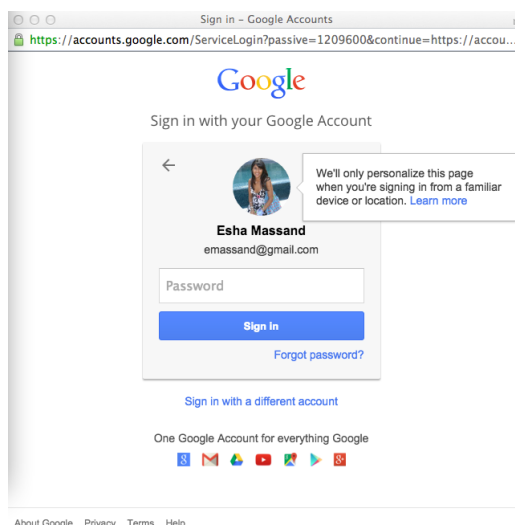 Sign in – Google Accounts
https://accounts.google.com/ServiceLogin?passive=1209600&continue=https://accou...
Google
Sign in with your Google Account
We'll only personalize this page
when you're signing in from a familiar
device or location. Learn more
Esha Massand
emassand@gmail.com
Password
Sign in
Forgot password?
Sign in with a different account
One Google Account for everything Google
About Google Privacy Terms Help